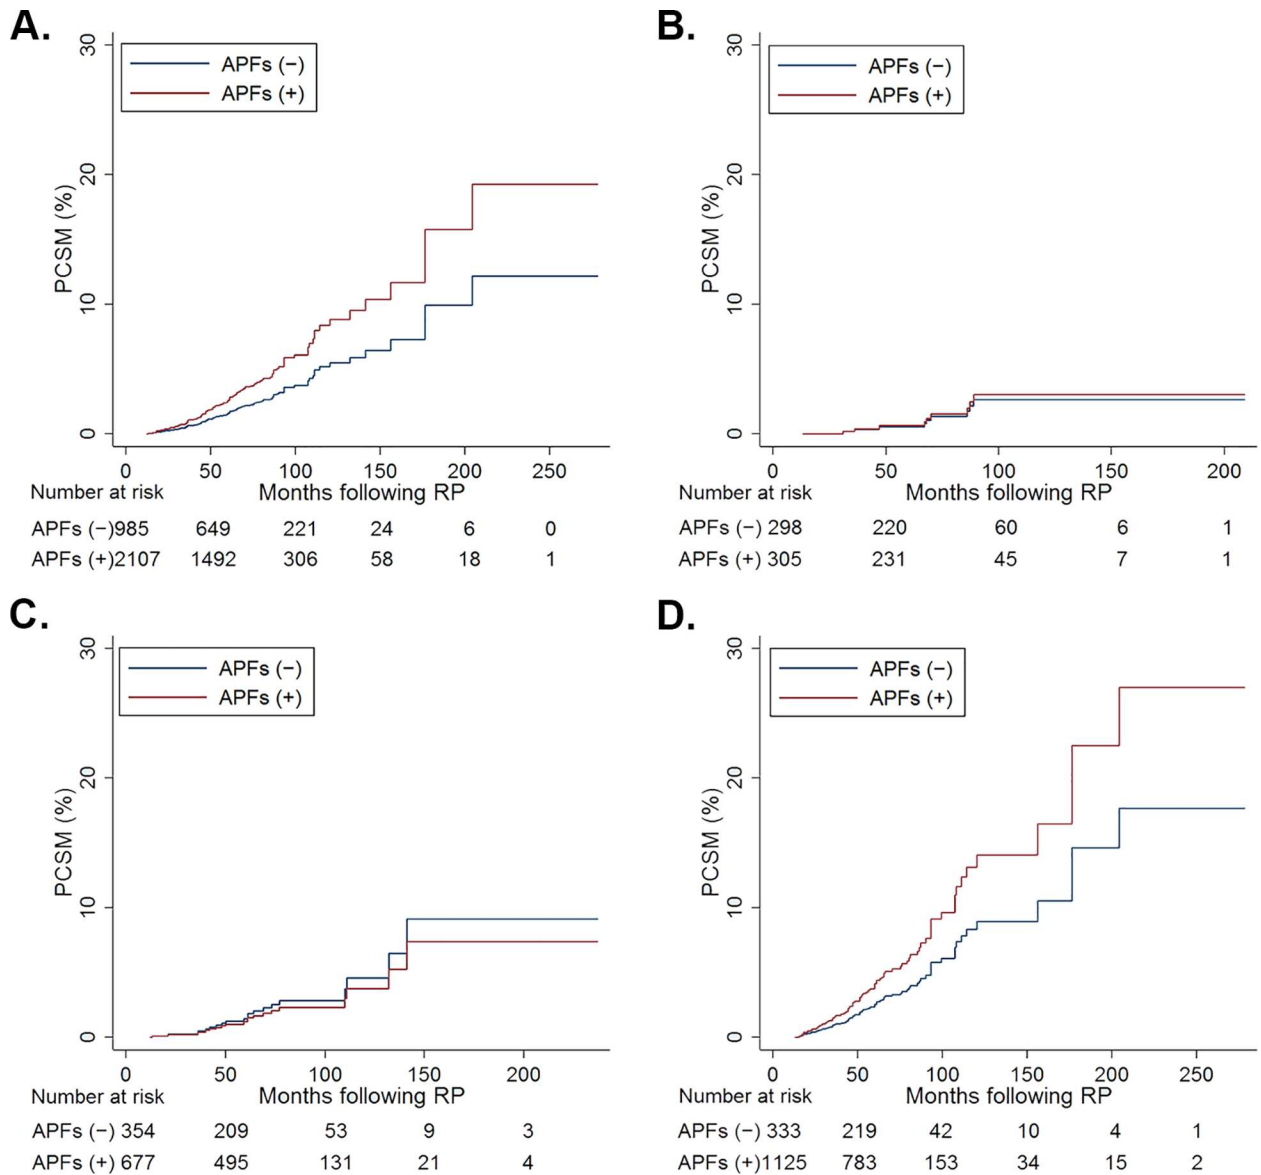 A.
30
20
10
0
PCSM (%)
APFs (−)
APFs (+)
0 50 100 150 200 250
Number at risk Months following RP
APFs (−)985 649 221 24 6 0
APFs (+)2107 1492 306 58 18 1
B.
30
20
10
0
PCSM (%)
APFs (−)
APFs (+)
0 50 100 150 200
Number at risk Months following RP
APFs (−) 298 220 60 6 1
APFs (+) 305 231 45 7 1
C.
30
20
10
0
PCSM (%)
APFs (−)
APFs (+)
0 50 100 150 200
Number at risk Months following RP
APFs (−) 354 209 53 9 3
APFs (+) 677 495 131 21 4
D.
30
20
10
0
PCSM (%)
APFs (−)
APFs (+)
0 50 100 150 200 250
Number at risk Months following RP
APFs (−) 333 219 42 10 4 1
APFs (+)1125 783 153 34 15 2